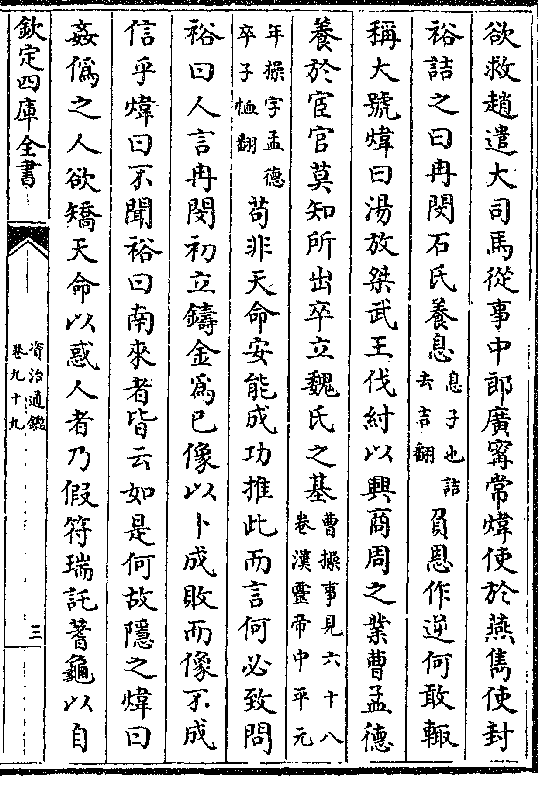 欲救趙遣大司馬從事中郎廣寗常煒使於燕雋使封
裕詰之曰冉閔石氏養息息子也詰去吉翻負恩作逆何敢輒
稱大號煒曰湯放桀武王伐紂以興商周之業曹孟德
養於宦官莫知所出卒立魏氏之基曹操事見六十八卷漢靈帝中平元
年操字孟德卒子恤翻苟非天命安能成功推此而言何必致問
裕曰人言冉閔初立鑄金爲已像以卜成敗而像不成
信乎煒曰不聞裕曰南來者皆云如是何故隱之煒曰
姦僞之人欲矯天命以惑人者乃假符瑞託蓍龜以自
欽定四庫全書
資治通鑑
卷九十九
三